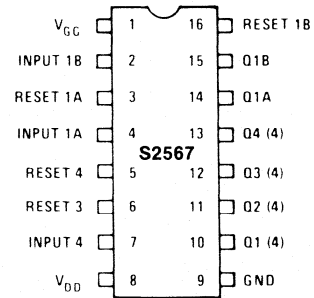 VGG 1 16 RESET 1B
INPUT 1B 2 15 Q1B
RESET 1A 3 14 Q1A
INPUT 1A 4 13 Q4 (4)
S2567
RESET 4 5 12 Q3 (4)
RESET 3 6 11 Q2 (4)
INPUT 4 7 10 Q1 (4)
VDD 8 9 GND